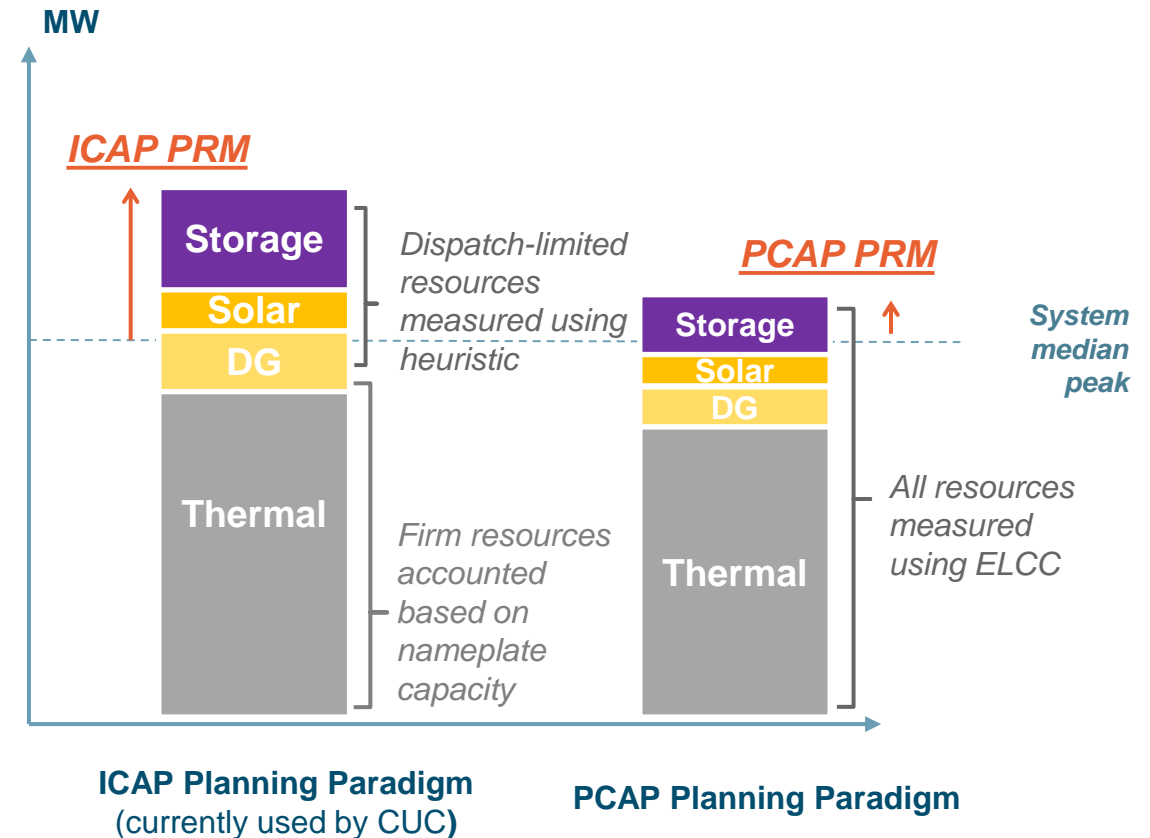 MW
ICAP PRM
Storage
Solar
DG
Thermal
Dispatch-limited
resources
measured using
heuristic
Firm resources
accounted
based on
nameplate
capacity
PCAP PRM
Storage
Solar
DG
Thermal
System
median
peak
All resources
measured
using ELCC
ICAP Planning Paradigm
(currently used by CUC)
PCAP Planning Paradigm